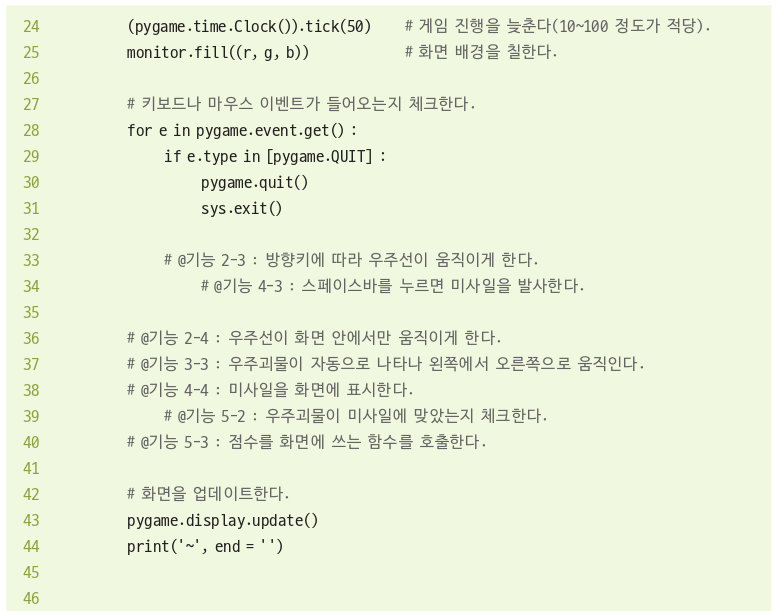 24 (pygame.time.Clock()).tick(50) # 게임 진행을 늦춘다(10~100 정도가 적당).
25 monitor.fill((r, g, b)) # 화면 배경을 칠한다.
26
27 # 키보드나 마우스 이벤트가 들어오는지 체크한다.
28 for e in pygame.event.get() :
29 if e.type in [pygame.QUIT] :
30 pygame.quit()
31 sys.exit()
32
33 # @기능 2-3 : 방향키에 따라 우주선이 움직이게 한다.
34 # @기능 4-3 : 스페이스바를 누르면 미사일을 발사한다.
35
36 # @기능 2-4 : 우주선이 화면 안에서만 움직이게 한다.
37 # @기능 3-3 : 우주괴물이 자동으로 나타나 왼쪽에서 오른쪽으로 움직인다.
38 # @기능 4-4 : 미사일을 화면에 표시한다.
39 # @기능 5-2 : 우주괴물이 미사일에 맞았는지 체크한다.
40 # @기능 5-3 : 점수를 화면에 쓰는 함수를 호출한다.
41
42 # 화면을 업데이트한다.
43 pygame.display.update()
44 print('~', end = '')
45
46